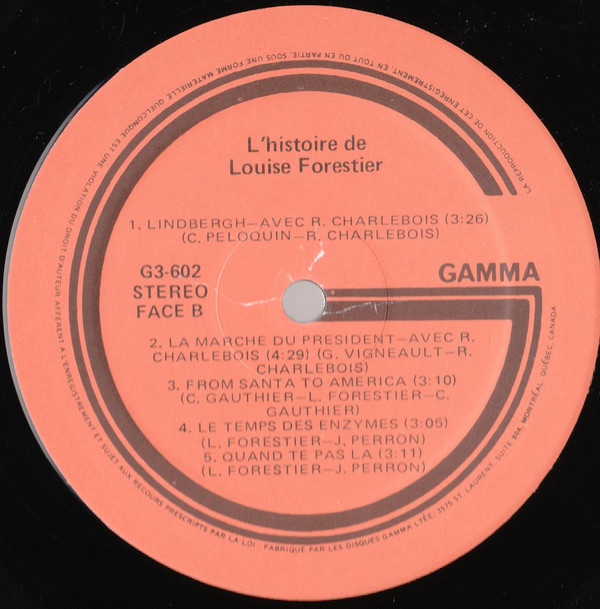 L'histoire de
Louise Forestier
1. LINDBERGH—AVEC R. CHARLEBOIS (3:26)
(C. PELOQUIN—R. CHARLEBOIS)
G3-602
STEREO
FACE B
GAMMA
2. LA MARCHE DU PRESIDENT—AVEC R.
CHARLEBOIS (4:29) (G. VIGNEAULT—R.
CHARLEBOIS)
3. FROM SANTA TO AMERICA (3:10)
(C. GAUTHIER—L. FORESTIER—C.
GAUTHIER)
4. LE TEMPS DES ENZYMES (3:05)
(L. FORESTIER—J. PERRON)
5. QUAND TE PAS LA (3:11)
(L. FORESTIER—J. PERRON)
LA REPRODUCTION DE CET ENREGISTREMENT, EN TOUT OU EN PARTIE, SOUS UNE FORME MATERIELLE QUELCONQUE EST UNE VIOLATION DU DROIT D'AUTEUR AFFERENT A L'ENREGISTREMENT ET SUJET AUX RECOURS PRESCRIPTS PAR LA LOI - FABRIQUÉ PAR LES DISQUES GAMMA LTÉE, 3575 ST. LAURENT, SUITE 804, MONTRÉAL, QUÉBEC, CANADA